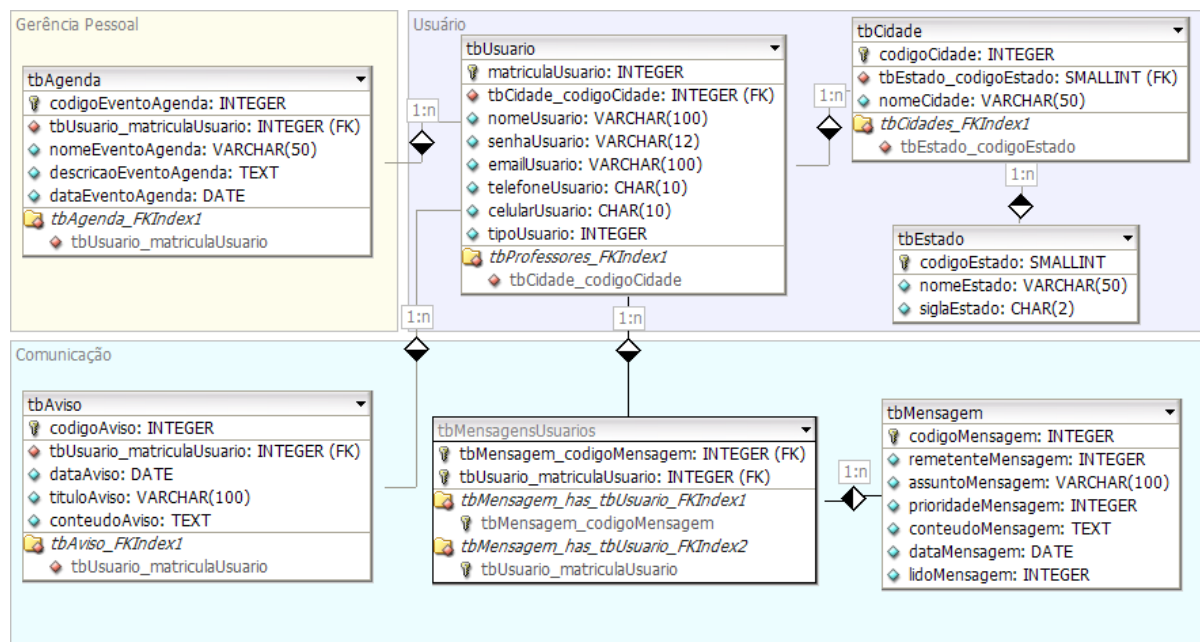 Gerência Pessoal
tbAgenda
codigoEventoAgenda: INTEGER
tbUsuario_matriculaUsuario: INTEGER (FK)
nomeEventoAgenda: VARCHAR(50)
descricaoEventoAgenda: TEXT
dataEventoAgenda: DATE
tbAgenda_FKIndex1
tbUsuario_matriculaUsuario
1:n
Usuário
tbUsuario
matriculaUsuario: INTEGER
tbCidade_codigoCidade: INTEGER (FK)
nomeUsuario: VARCHAR(100)
senhaUsuario: VARCHAR(12)
emailUsuario: VARCHAR(100)
telefoneUsuario: CHAR(10)
celularUsuario: CHAR(10)
tipoUsuario: INTEGER
tbProfessores_FKIndex1
tbCidade_codigoCidade
1:n
tbCidade
codigoCidade: INTEGER
tbEstado_codigoEstado: SMALLINT (FK)
nomeCidade: VARCHAR(50)
tbCidades_FKIndex1
tbEstado_codigoEstado
1:n
tbEstado
codigoEstado: SMALLINT
nomeEstado: VARCHAR(50)
siglaEstado: CHAR(2)
1:n
1:n
Comunicação
tbAviso
codigoAviso: INTEGER
tbUsuario_matriculaUsuario: INTEGER (FK)
dataAviso: DATE
tituloAviso: VARCHAR(100)
conteudoAviso: TEXT
tbAviso_FKIndex1
tbUsuario_matriculaUsuario
tbMensagensUsuarios
tbMensagem_codigoMensagem: INTEGER (FK)
tbUsuario_matriculaUsuario: INTEGER (FK)
tbMensagem_has_tbUsuario_FKIndex1
tbMensagem_codigoMensagem
tbMensagem_has_tbUsuario_FKIndex2
tbUsuario_matriculaUsuario
1:n
tbMensagem
codigoMensagem: INTEGER
remetenteMensagem: INTEGER
assuntoMensagem: VARCHAR(100)
prioridadeMensagem: INTEGER
conteudoMensagem: TEXT
dataMensagem: DATE
lidoMensagem: INTEGER